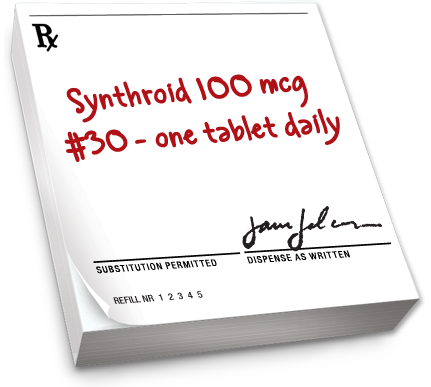 Rx
Synthroid 100 mcg
#30 - one tablet daily
SUBSTITUTION PERMITTED
DISPENSE AS WRITTEN
REFILL NR 1 2 3 4 5